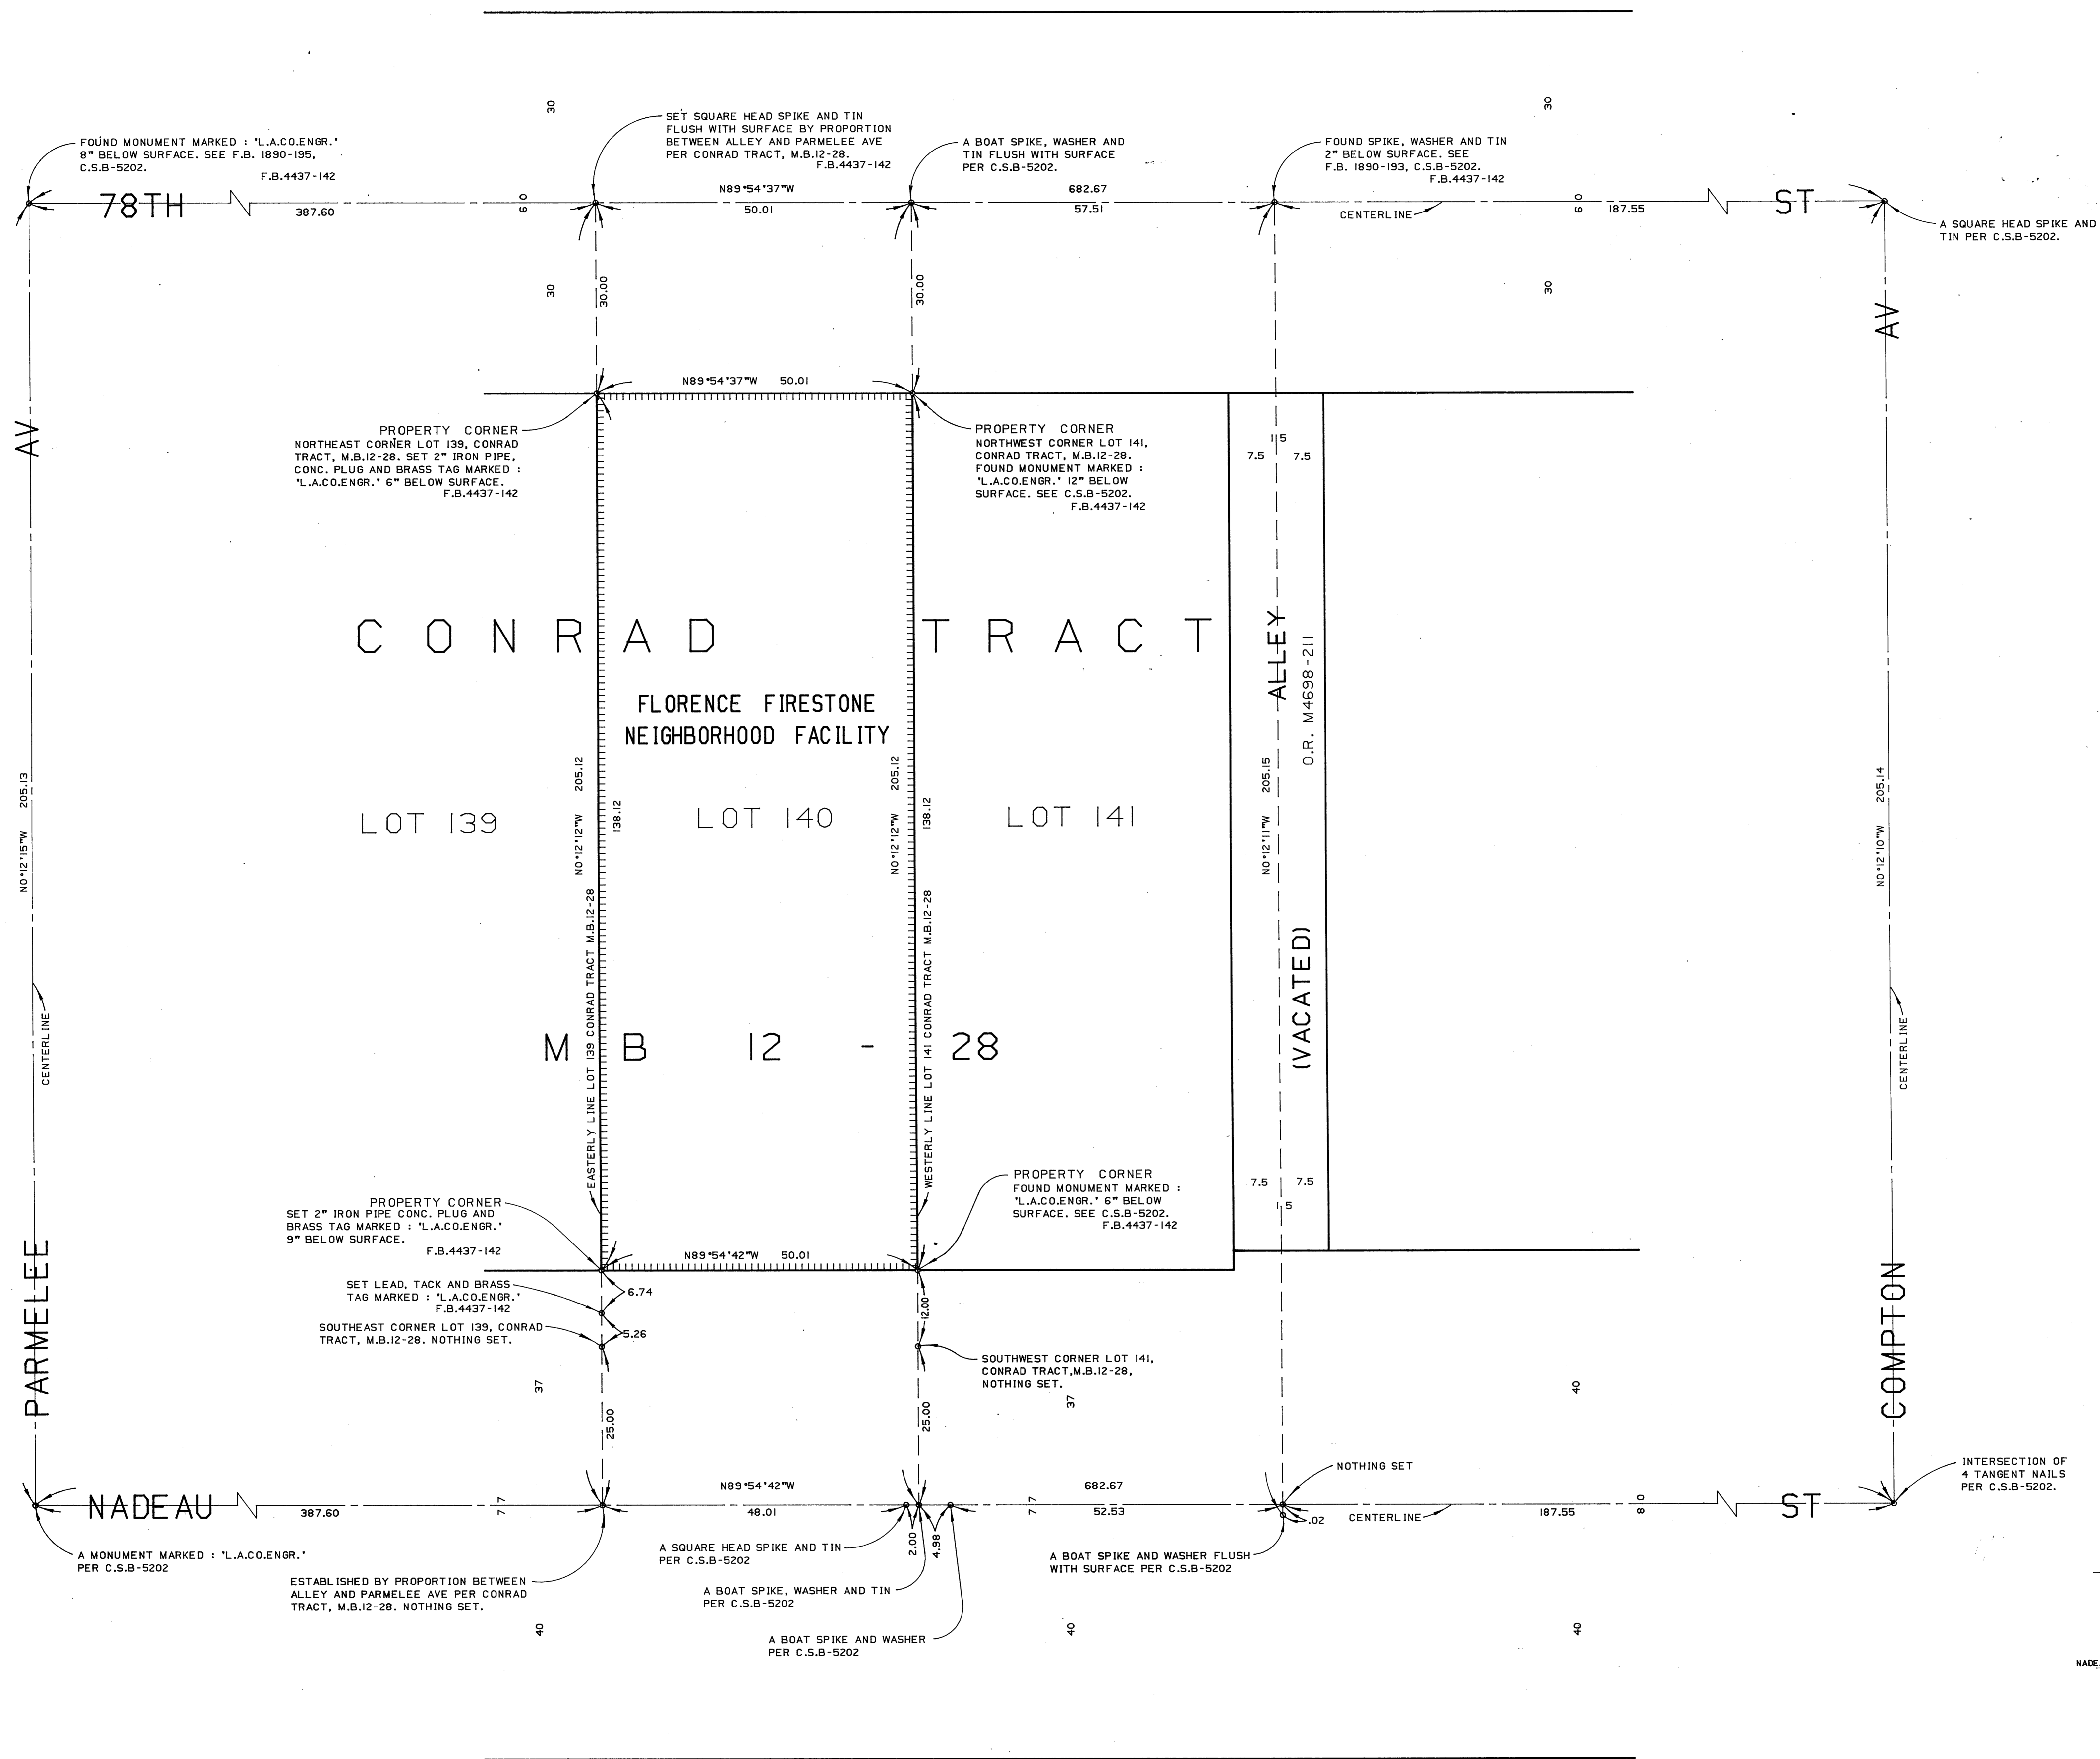 30
30
FOUND MONUMENT MARKED : 'L.A.CO.ENGR.'
8" BELOW SURFACE. SEE F.B. 1890-195,
C.S.B-5202.
F.B.4437-142
SET SQUARE HEAD SPIKE AND TIN
FLUSH WITH SURFACE BY PROPORTION
BETWEEN ALLEY AND PARMELEE AVE
PER CONRAD TRACT, M.B.12-28.
F.B.4437-142
A BOAT SPIKE, WASHER AND
TIN FLUSH WITH SURFACE
PER C.S.B-5202.
FOUND SPIKE, WASHER AND TIN
2" BELOW SURFACE. SEE
F.B. 1890-193, C.S.B-5202.
F.B.4437-142
78TH
387.60
60
N89°54'37"W
50.01
682.67
57.51
CENTERLINE
60
187.55
ST
A SQUARE HEAD SPIKE AND
TIN PER C.S.B-5202.
30
30.00
30.00
30
AV
AV
N89°54'37"W 50.01
PROPERTY CORNER
NORTHEAST CORNER LOT 139, CONRAD
TRACT, M.B.12-28. SET 2" IRON PIPE,
CONC. PLUG AND BRASS TAG MARKED :
'L.A.CO.ENGR.' 6" BELOW SURFACE.
F.B.4437-142
PROPERTY CORNER
NORTHWEST CORNER LOT 141,
CONRAD TRACT, M.B.12-28.
FOUND MONUMENT MARKED :
'L.A.CO.ENGR.' 12" BELOW
SURFACE. SEE C.S.B-5202.
F.B.4437-142
15
7.5 7.5
CONRAD TRACT
FLORENCE FIRESTONE
NEIGHBORHOOD FACILITY
ALLEY
O.R. M4698-211
N0°12'15"W 205.13
N0°12'12"W 205.12
138.12
N0°12'12"W 205.12
138.12
N0°12'11"W 205.15
N0°12'10"W 205.14
LOT 139
LOT 140
LOT 141
EASTERLY LINE LOT 139 CONRAD TRACT M.B.12-28
WESTERLY LINE LOT 141 CONRAD TRACT M.B.12-28
(VACATED)
CENTERLINE
CENTERLINE
M B 12 - 28
PROPERTY CORNER
SET 2" IRON PIPE CONC. PLUG AND
BRASS TAG MARKED : 'L.A.CO.ENGR.'
9" BELOW SURFACE.
F.B.4437-142
PROPERTY CORNER
FOUND MONUMENT MARKED :
'L.A.CO.ENGR.' 6" BELOW
SURFACE. SEE C.S.B-5202.
F.B.4437-142
7.5 7.5
15
N89°54'42"W 50.01
SET LEAD, TACK AND BRASS
TAG MARKED : 'L.A.CO.ENGR.'
F.B.4437-142
6.74
12.00
SOUTHEAST CORNER LOT 139, CONRAD
TRACT, M.B.12-28. NOTHING SET.
5.26
SOUTHWEST CORNER LOT 141,
CONRAD TRACT,M.B.12-28,
NOTHING SET.
PARMELEE
COMPTON
37
25.00
25.00
37
40
NOTHING SET
INTERSECTION OF
4 TANGENT NAILS
PER C.S.B-5202.
NADEAU
387.60
77
N89°54'42"W
48.01
682.67
77
52.53
.02
CENTERLINE
187.55
80
ST
2.00
4.98
A MONUMENT MARKED : 'L.A.CO.ENGR.'
PER C.S.B-5202
ESTABLISHED BY PROPORTION BETWEEN
ALLEY AND PARMELEE AVE PER CONRAD
TRACT, M.B.12-28. NOTHING SET.
A SQUARE HEAD SPIKE AND TIN
PER C.S.B-5202
A BOAT SPIKE, WASHER AND TIN
PER C.S.B-5202
A BOAT SPIKE AND WASHER
PER C.S.B-5202
A BOAT SPIKE AND WASHER FLUSH
WITH SURFACE PER C.S.B-5202
40
40
40
NADE